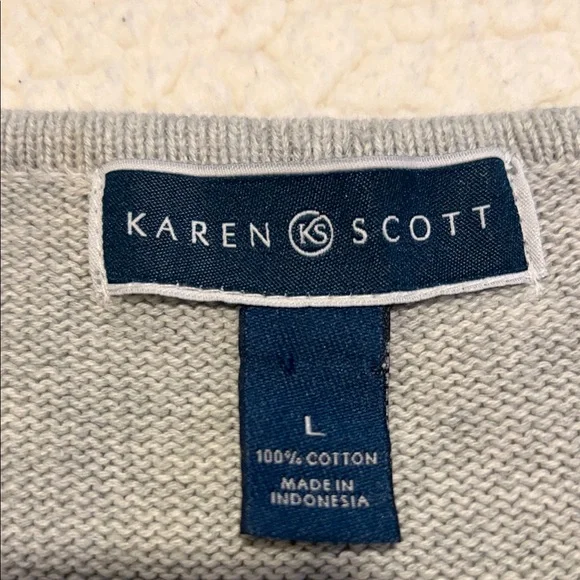 KAREN KS SCOTT
L
100% COTTON
MADE IN
INDONESIA